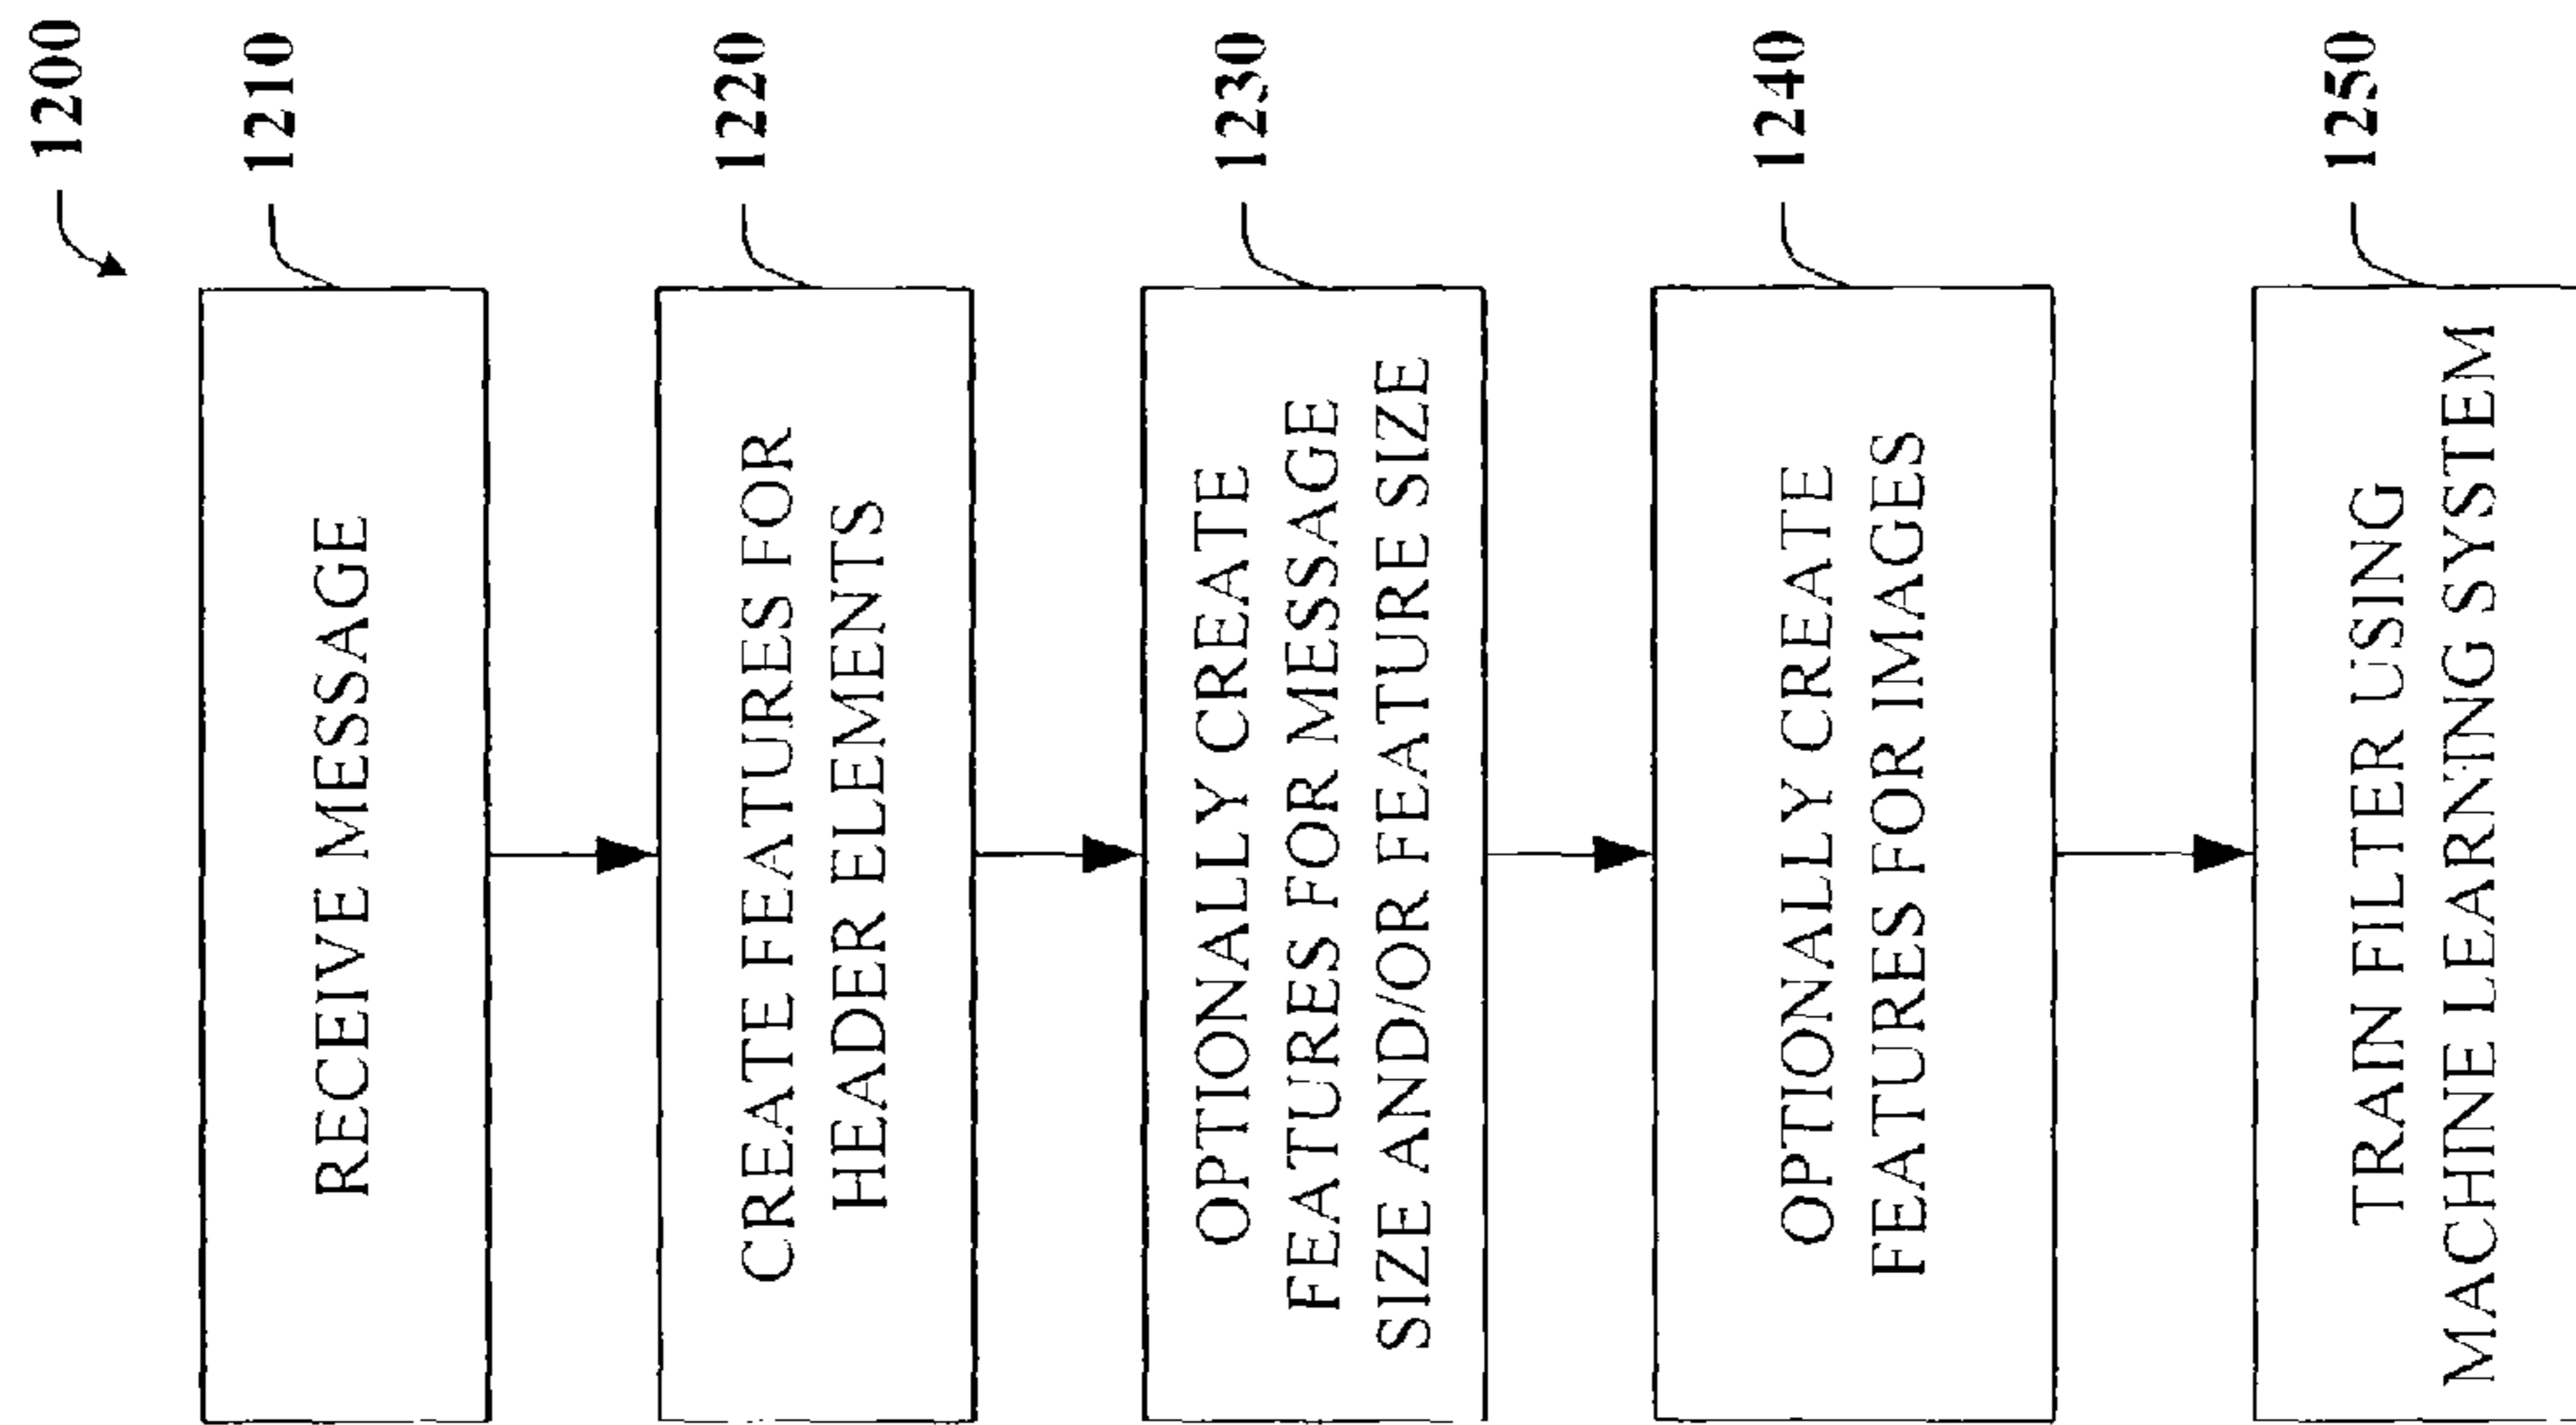 1200
RECEIVE MESSAGE
1210
CREATE FEATURES FOR
HEADER ELEMENTS
1220
OPTIONALLY CREATE
FEATURES FOR MESSAGE
SIZE AND/OR FEATURE SIZE
1230
OPTIONALLY CREATE
FEATURES FOR IMAGES
1240
TRAIN FILTER USING
MACHINE LEARNING SYSTEM
1250